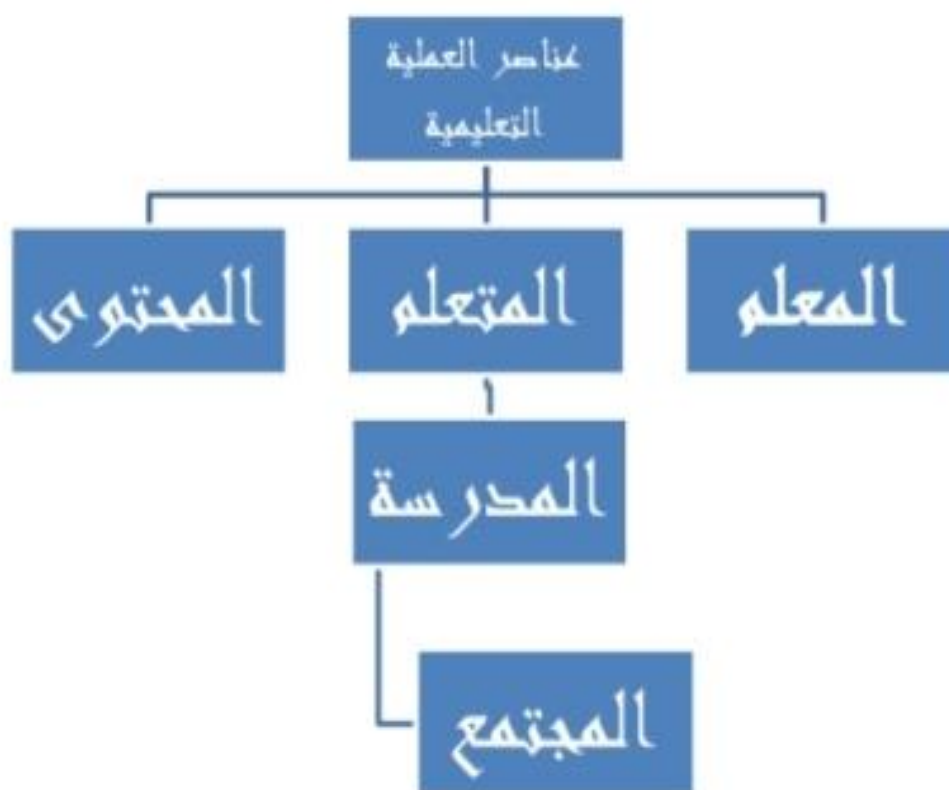 عناصر العملية
التعليمية
المعلم
المتعلم
المحتوى
المدرسة
المجتمع